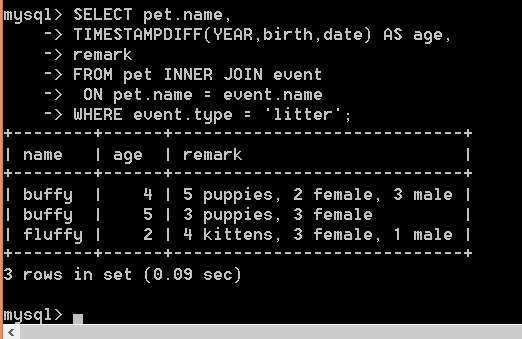 mysql> SELECT pet.name,
    -> TIMESTAMPDIFF(YEAR,birth,date) AS age,
    -> remark
    -> FROM pet INNER JOIN event
    ->  ON pet.name = event.name
    -> WHERE event.type = 'litter';
+--------+------+-----------------------------+
| name   | age  | remark                      |
+--------+------+-----------------------------+
| buffy  |    4 | 5 puppies, 2 female, 3 male |
| buffy  |    5 | 3 puppies, 3 female         |
| fluffy |    2 | 4 kittens, 3 female, 1 male |
+--------+------+-----------------------------+
3 rows in set (0.09 sec)
mysql>